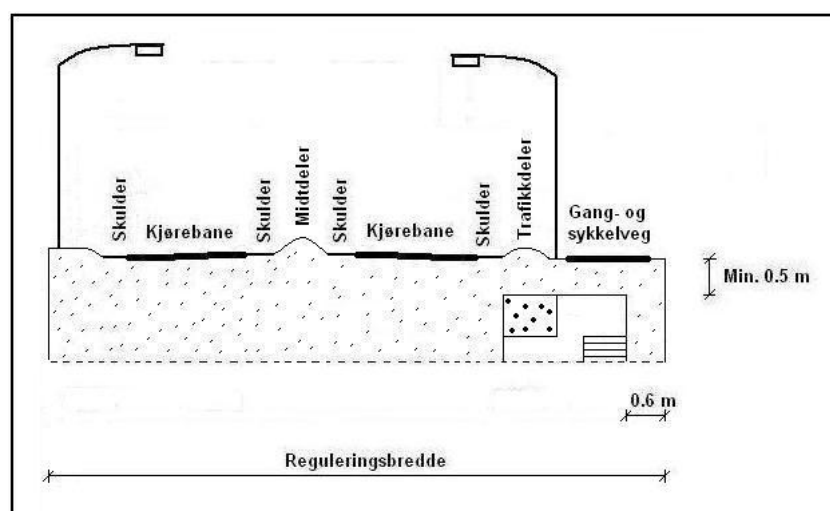 Skulder
Kjørebane
Skulder
Midtdeler
Skulder
Kjørebane
Skulder
Trafikkdeler
Gang- og
sykkelveg
Min. 0.5 m
0.6 m
Reguleringsbredde